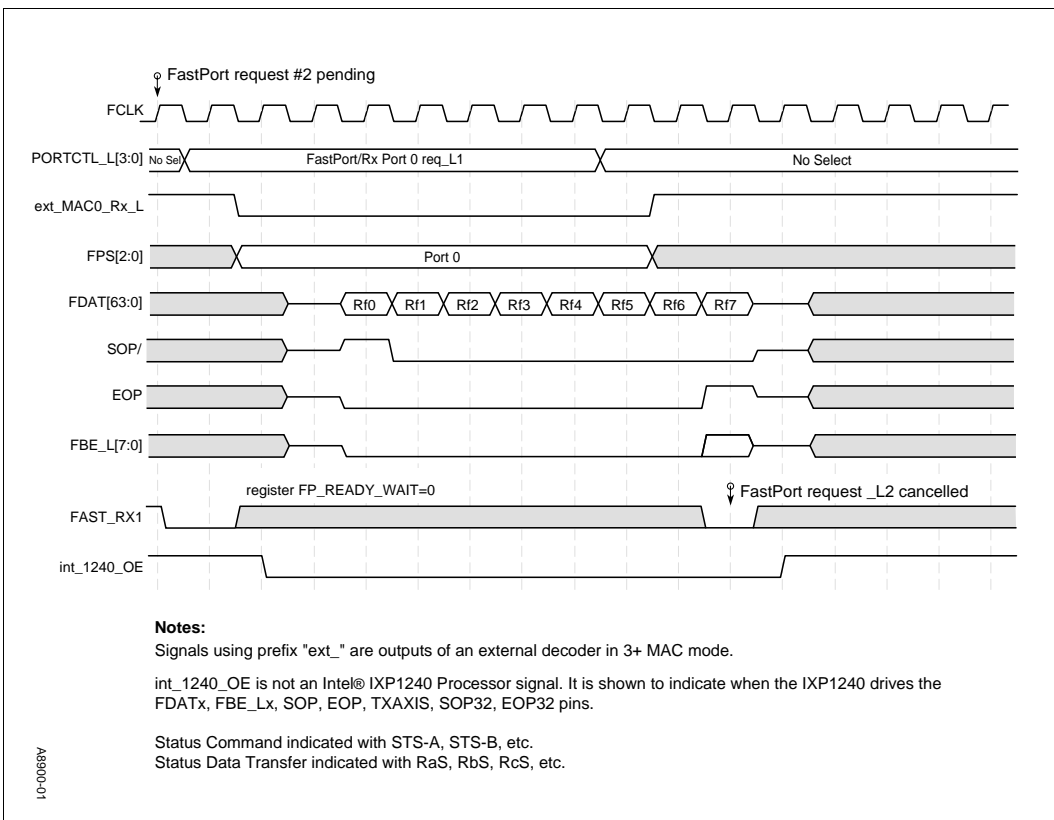 FastPort request #2 pending
FCLK
PORTCTL_L[3:0] No Sel FastPort/Rx Port 0 req_L1 No Select
ext_MAC0_Rx_L
FPS[2:0] Port 0
FDAT[63:0] Rf0 Rf1 Rf2 Rf3 Rf4 Rf5 Rf6 Rf7
SOP/
EOP
FBE_L[7:0]
register FP_READY_WAIT=0 FastPort request _L2 cancelled
FAST_RX1
int_1240_OE
Notes:
Signals using prefix "ext_" are outputs of an external decoder in 3+ MAC mode.
int_1240_OE is not an Intel® IXP1240 Processor signal. It is shown to indicate when the IXP1240 drives the
FDATx, FBE_Lx, SOP, EOP, TXAXIS, SOP32, EOP32 pins.
Status Command indicated with STS-A, STS-B, etc.
Status Data Transfer indicated with RaS, RbS, RcS, etc.
A8900-01